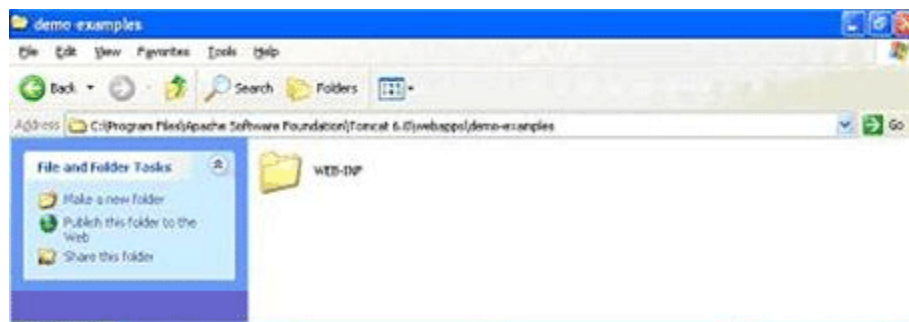 demo-examples
File Edit View Favorites Tools Help
Back Search Folders
Address C:\Program Files\Apache Software Foundation\Tomcat 6.0\webapps\demo-examples Go
File and Folder Tasks
Make a new folder
Publish this folder to the
Web
Share this folder
WEB-INF